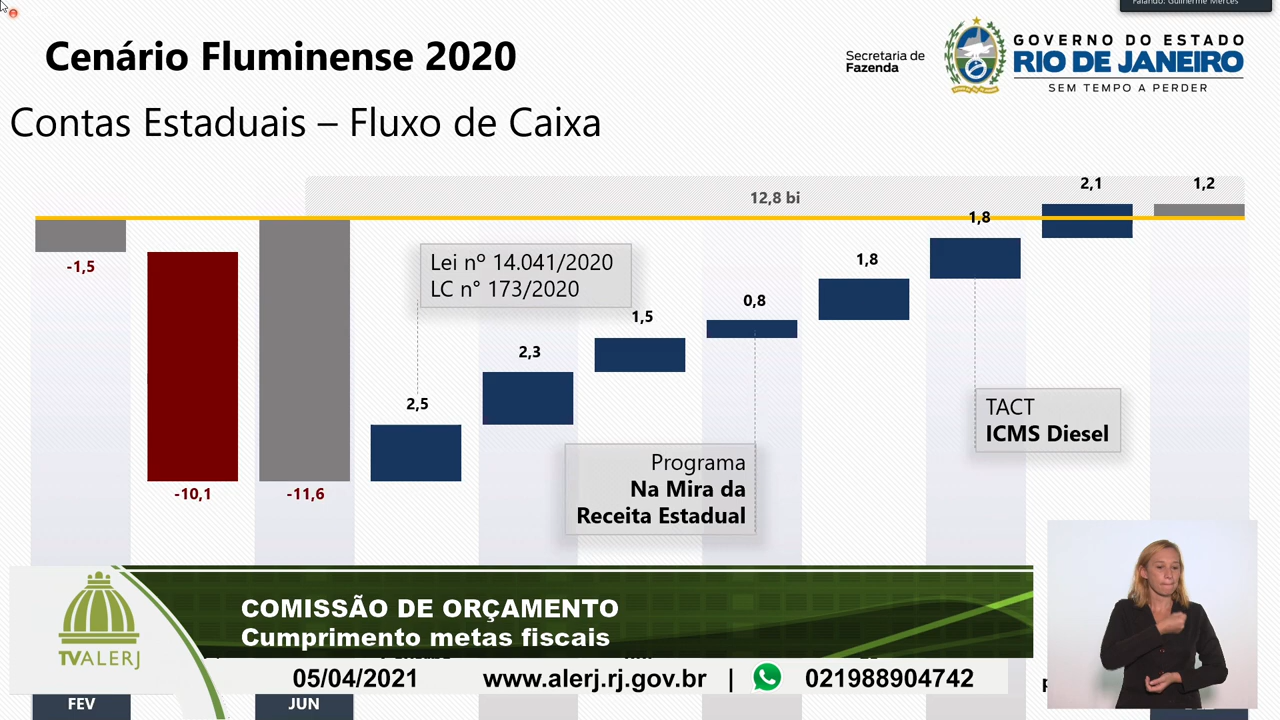 Falando: Guilherme Mercês
Cenário Fluminense 2020
Secretaria de
Fazenda
GOVERNO DO ESTADO
RIO DE JANEIRO
SEM TEMPO A PERDER
Contas Estaduais – Fluxo de Caixa
12,8 bi
2,1
1,2
1,8
-1,5
Lei nº 14.041/2020
LC n° 173/2020
1,8
0,8
1,5
2,3
2,5
TACT
ICMS Diesel
Programa
Na Mira da
Receita Estadual
-10,1
-11,6
COMISSÃO DE ORÇAMENTO
Cumprimento metas fiscais
TVALERJ
05/04/2021
www.alerj.rj.gov.br |
021988904742
FEV
JUN